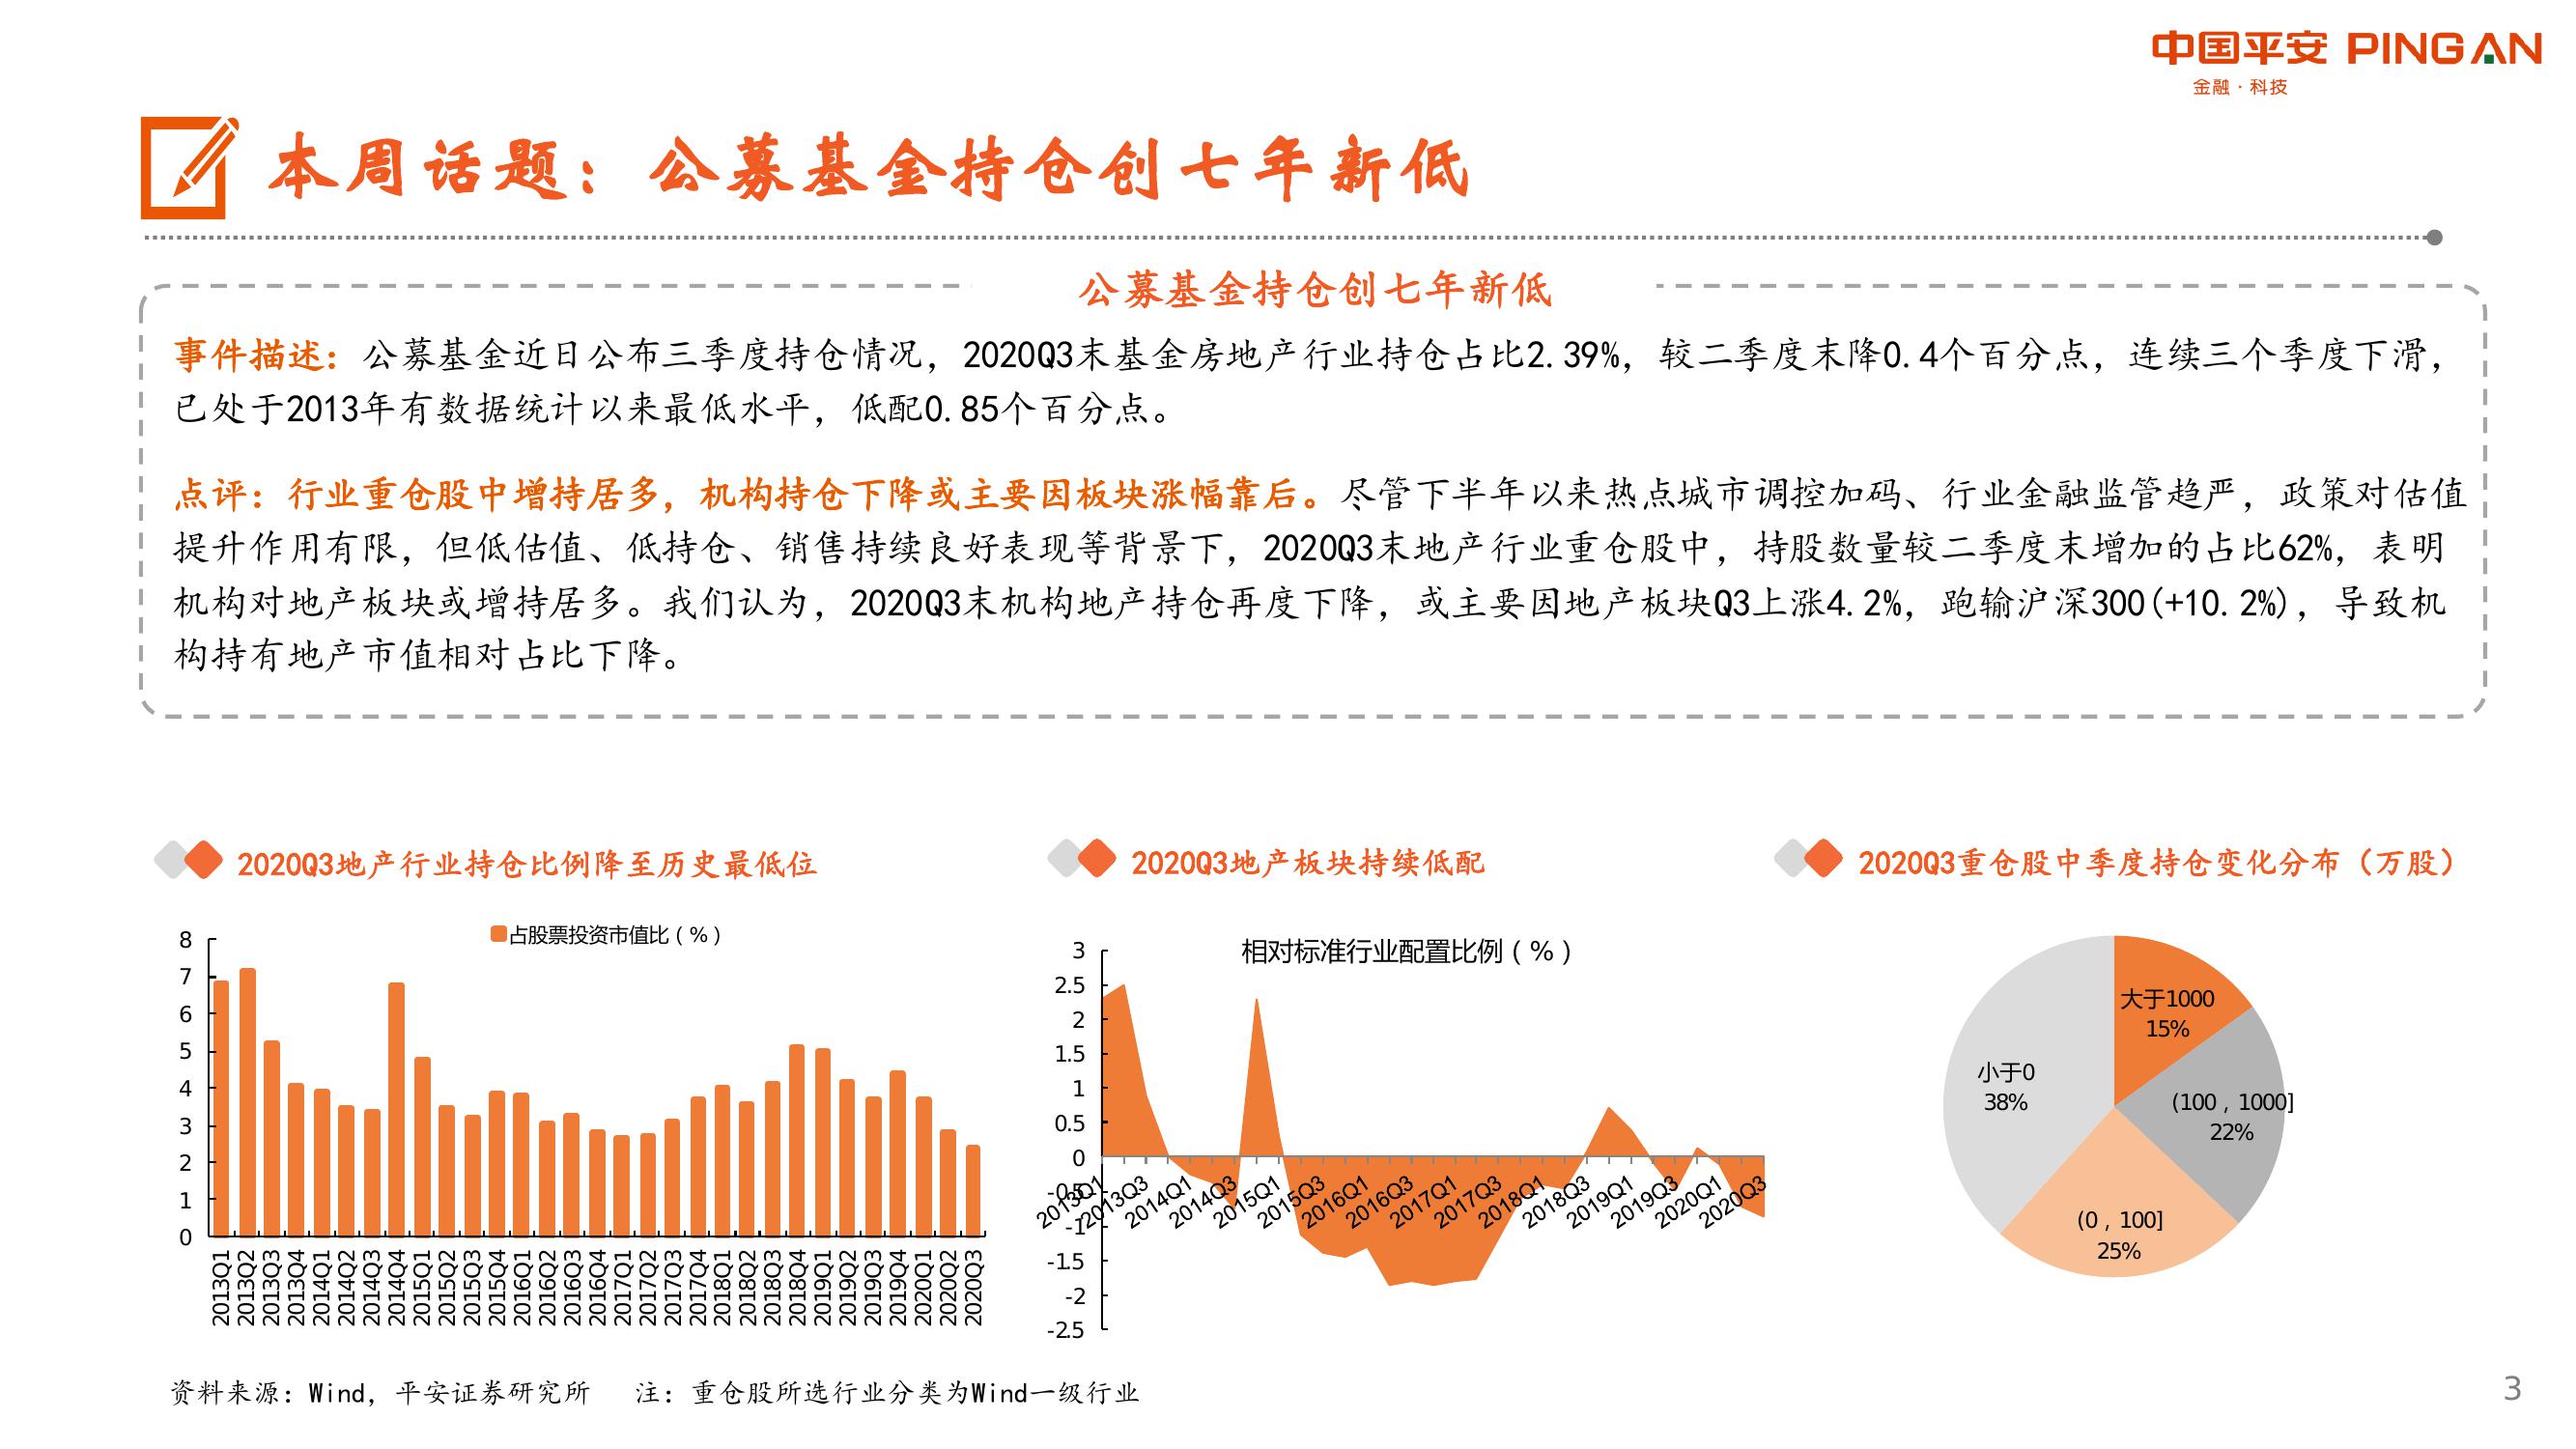 中国平安 PINGAN
金融·科技
本周话题：公募基金持仓创七年新低
公募基金持仓创七年新低
事件描述：公募基金近日公布三季度持仓情况，2020Q3末基金房地产行业持仓占比2.39%，较二季度末降0.4个百分点，连续三个季度下滑，
已处于2013年有数据统计以来最低水平，低配0.85个百分点。
点评：行业重仓股中增持居多，机构持仓下降或主要因板块涨幅靠后。尽管下半年以来热点城市调控加码、行业金融监管趋严，政策对估值
提升作用有限，但低估值、低持仓、销售持续良好表现等背景下，2020Q3末地产行业重仓股中，持股数量较二季度末增加的占比62%，表明
机构对地产板块或增持居多。我们认为，2020Q3末机构地产持仓再度下降，或主要因地产板块Q3上涨4.2%，跑输沪深300(+10.2%)，导致机
构持有地产市值相对占比下降。
2020Q3地产行业持仓比例降至历史最低位
占股票投资市值比（%）
8
7
6
5
4
3
2
1
0
2013Q1
2013Q2
2013Q3
2013Q4
2014Q1
2014Q2
2014Q3
2014Q4
2015Q1
2015Q2
2015Q3
2015Q4
2016Q1
2016Q2
2016Q3
2016Q4
2017Q1
2017Q2
2017Q3
2017Q4
2018Q1
2018Q2
2018Q3
2018Q4
2019Q1
2019Q2
2019Q3
2019Q4
2020Q1
2020Q2
2020Q3
2020Q3地产板块持续低配
相对标准行业配置比例（%）
3
2.5
2
1.5
1
0.5
0
-0.5
-1
-1.5
-2
-2.5
2013Q1
2013Q3
2014Q1
2014Q3
2015Q1
2015Q3
2016Q1
2016Q3
2017Q1
2017Q3
2018Q1
2018Q3
2019Q1
2019Q3
2020Q1
2020Q3
2020Q3重仓股中季度持仓变化分布（万股）
大于1000
15%
(100，1000]
22%
(0，100]
25%
小于0
38%
资料来源：Wind，平安证券研究所 注：重仓股所选行业分类为Wind一级行业
3